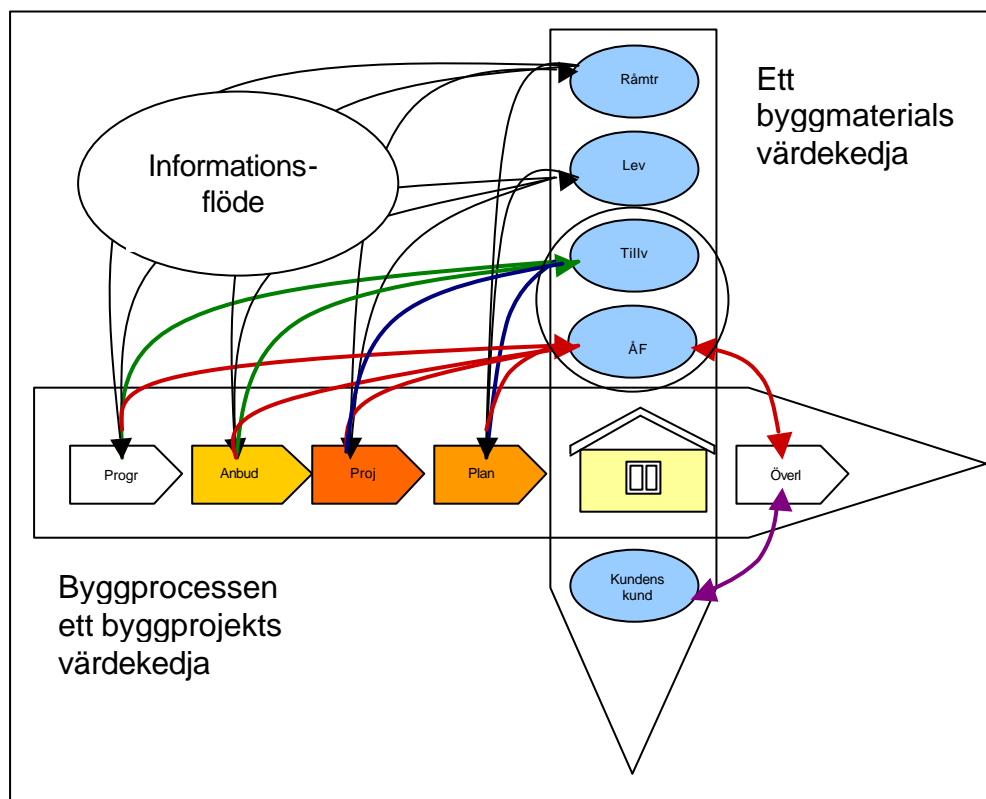 Råmtr
Ett
byggmaterials
värdekedja
Informations-
flöde
Lev
Tillv
ÅF
Progr
Anbud
Proj
Plan
Överl
Kundens
kund
Byggprocessen
ett byggprojekts
värdekedja